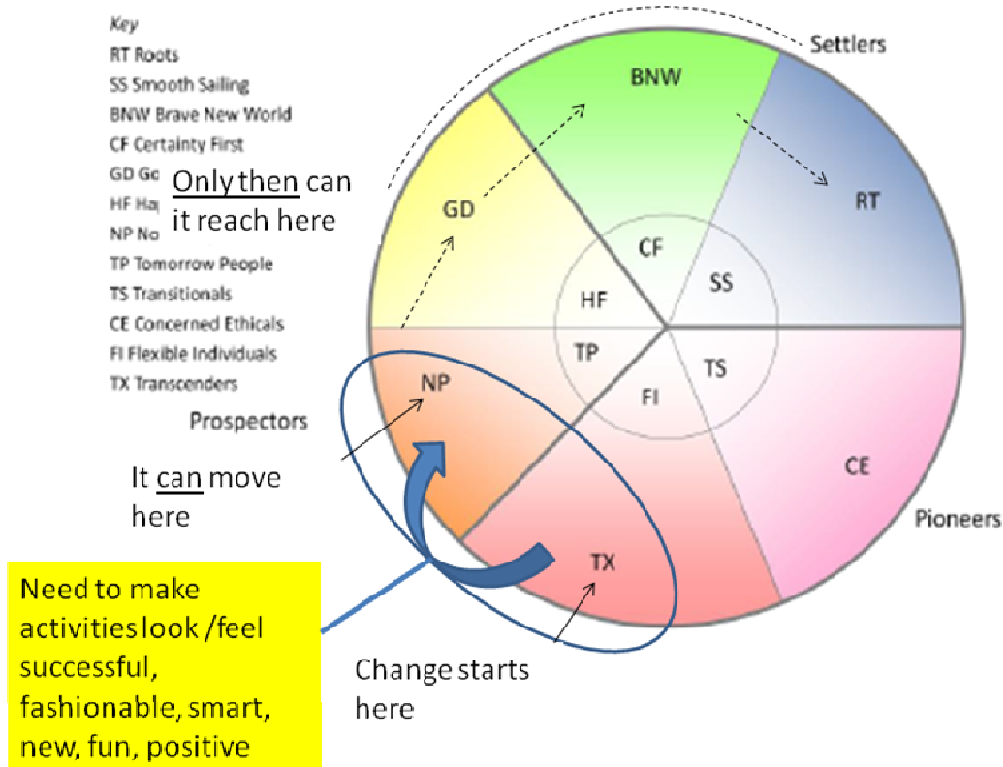 Key
RT Roots
SS Smooth Sailing
BNW Brave New World
CF Certainty First
GD Go
HF Ha
NP No
TP Tomorrow People
TS Transitionals
CE Concerned Ethicals
FI Flexible Individuals
TX Transcenders
Only then can
it reach here
Settlers
BNW
RT
GD
CF
SS
HF
TP
TS
FI
NP
CE
TX
Prospectors
It can move
here
Pioneers
Need to make
activities look /feel
successful,
fashionable, smart,
new, fun, positive
Change starts
here